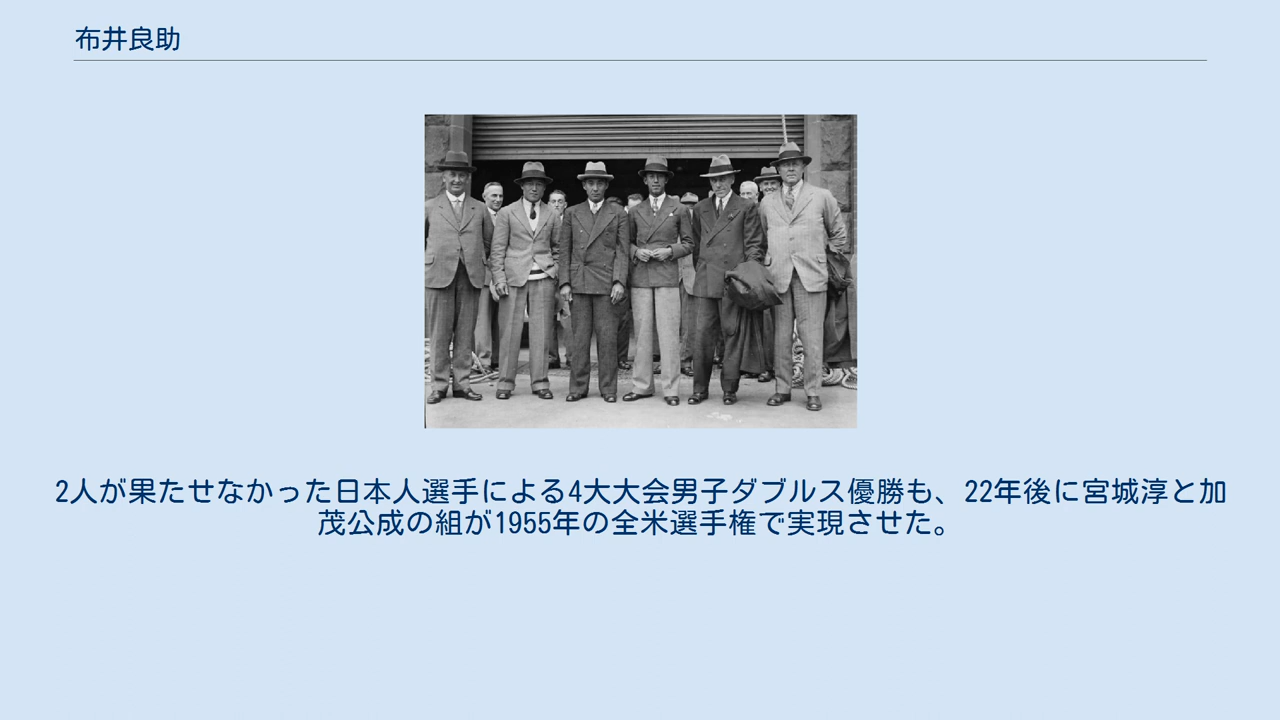 布井良助
2人が果たせなかった日本人選手による4大大会男子ダブルス優勝も、22年後に宮城淳と加
茂公成の組が1955年の全米選手権で実現させた。